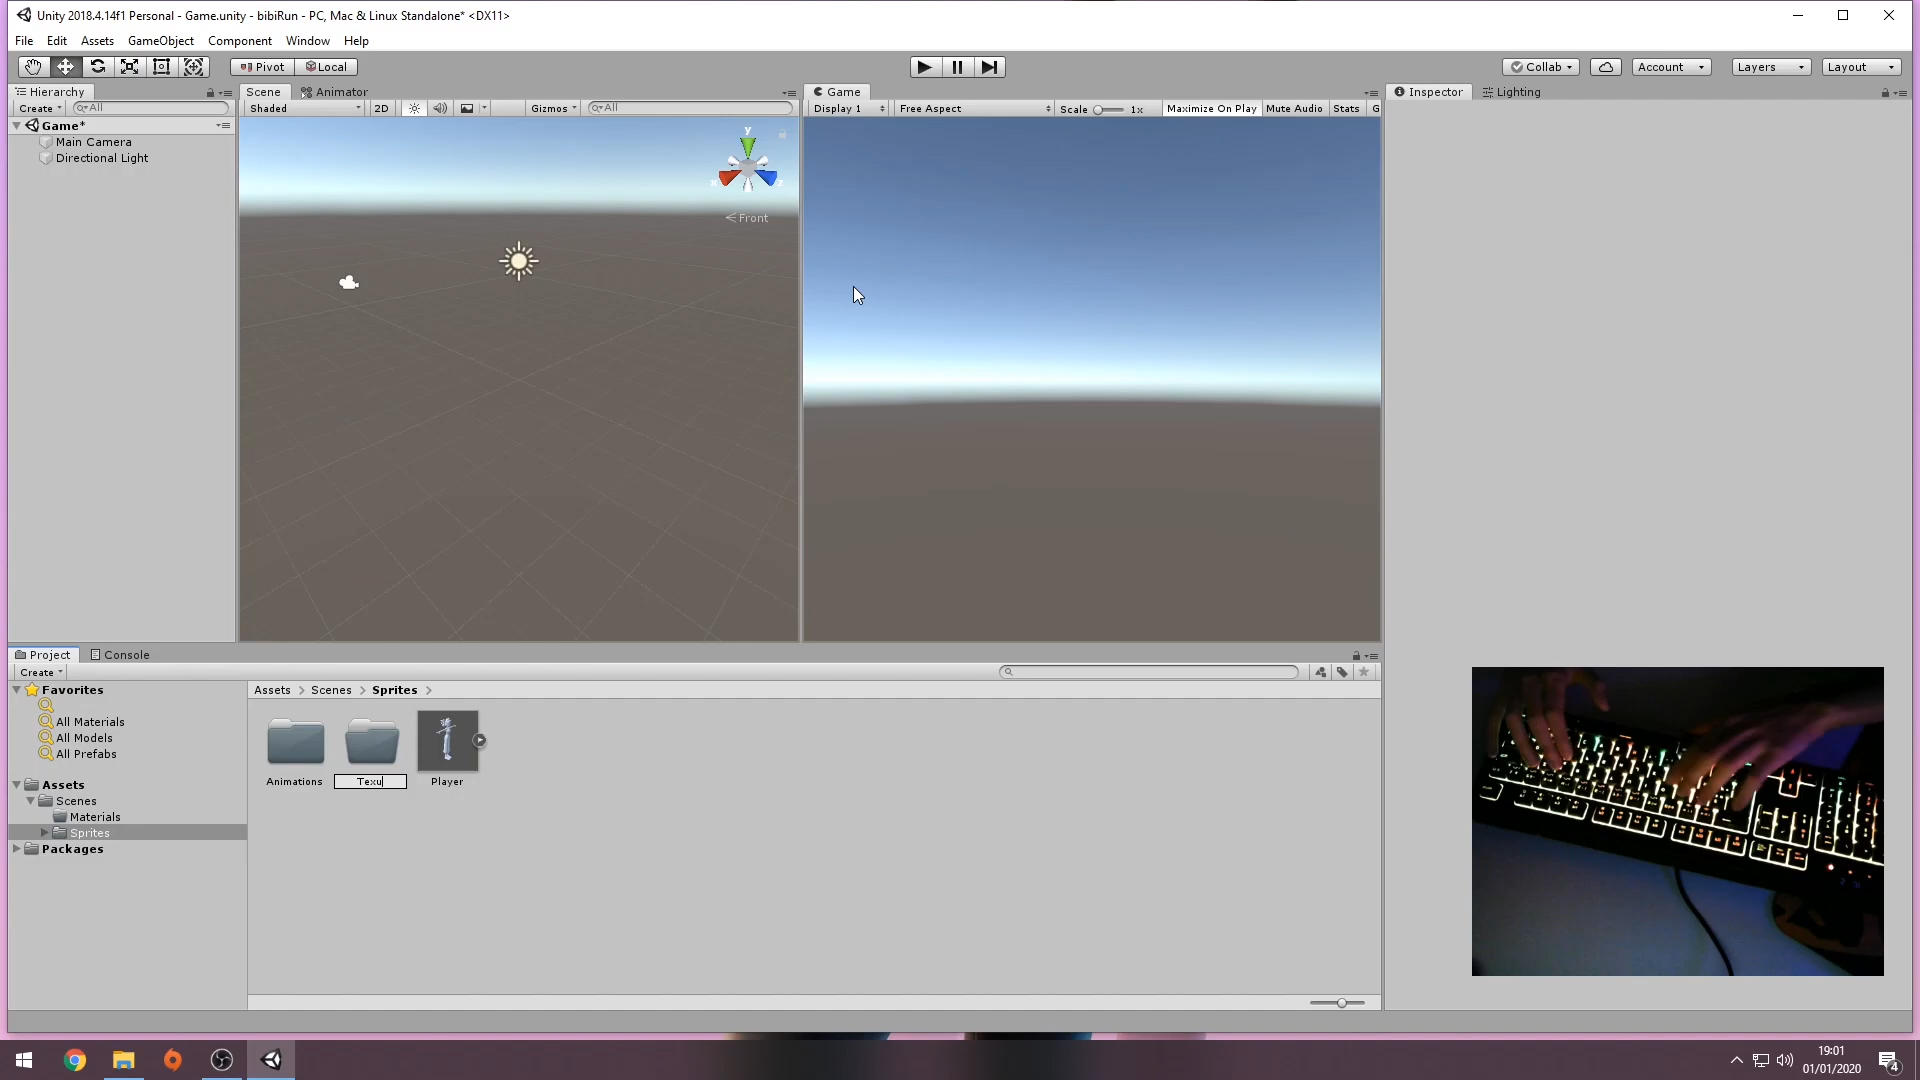 Unity 2018.4.14f1 Personal - Game.unity - bibiRun - PC, Mac & Linux Standalone* <DX11>
File Edit Assets GameObject Component Window Help
Pivot Local Collab Account Layers Layout
Hierarchy Scene Animator Game Inspector Lighting
Create All Shaded 2D Gizmos All Display 1 Free Aspect Scale 1x Maximize On Play Mute Audio Stats G
Game*
Main Camera
Directional Light
y
x z
Front
Project Console
Create
Favorites
All Materials
All Models
All Prefabs
Assets
Scenes
Materials
Sprites
Packages
Assets > Scenes > Sprites >
Animations Texu Player
19:01
01/01/2020
4